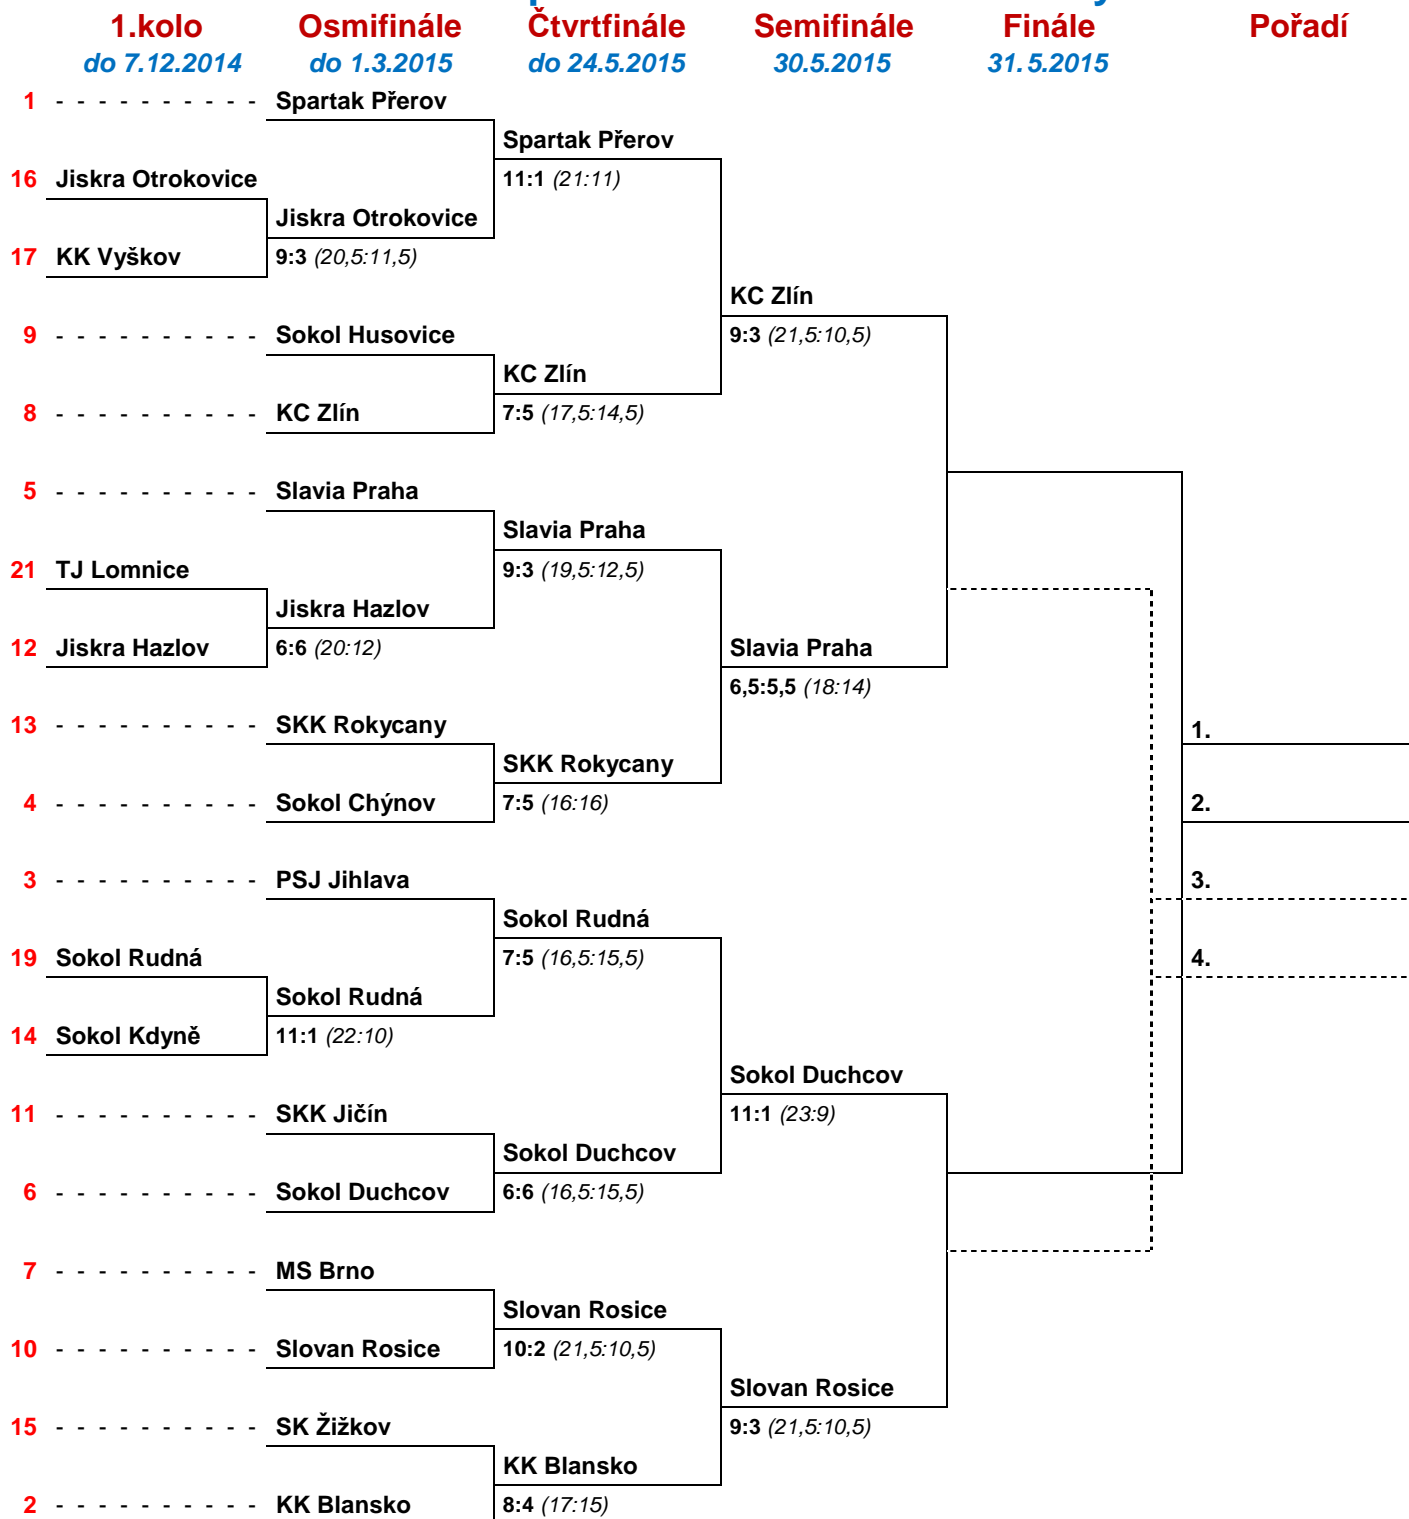 1.kolo Osmifinále Čtvrtfinále Semifinále Finále Pořadí
do 7.12.2014 do 1.3.2015 do 24.5.2015 30.5.2015 31.5.2015
1 - - - - - - - - - - Spartak Přerov
Spartak Přerov
16 Jiskra Otrokovice 11:1 (21:11)
Jiskra Otrokovice
17 KK Vyškov 9:3 (20,5:11,5)
KC Zlín
9 - - - - - - - - - - Sokol Husovice 9:3 (21,5:10,5)
KC Zlín
8 - - - - - - - - - - KC Zlín 7:5 (17,5:14,5)
5 - - - - - - - - - - Slavia Praha
Slavia Praha
21 TJ Lomnice 9:3 (19,5:12,5)
Jiskra Hazlov
12 Jiskra Hazlov 6:6 (20:12) Slavia Praha
6,5:5,5 (18:14)
13 - - - - - - - - - - SKK Rokycany 1.
SKK Rokycany
4 - - - - - - - - - - Sokol Chýnov 7:5 (16:16) 2.
3 - - - - - - - - - - PSJ Jihlava 3.
Sokol Rudná
19 Sokol Rudná 7:5 (16,5:15,5) 4.
Sokol Rudná
14 Sokol Kdyně 11:1 (22:10)
Sokol Duchcov
11 - - - - - - - - - - SKK Jičín 11:1 (23:9)
Sokol Duchcov
6 - - - - - - - - - - Sokol Duchcov 6:6 (16,5:15,5)
7 - - - - - - - - - - MS Brno
Slovan Rosice
10 - - - - - - - - - - Slovan Rosice 10:2 (21,5:10,5)
Slovan Rosice
15 - - - - - - - - - - SK Žižkov 9:3 (21,5:10,5)
KK Blansko
2 - - - - - - - - - - KK Blansko 8:4 (17:15)